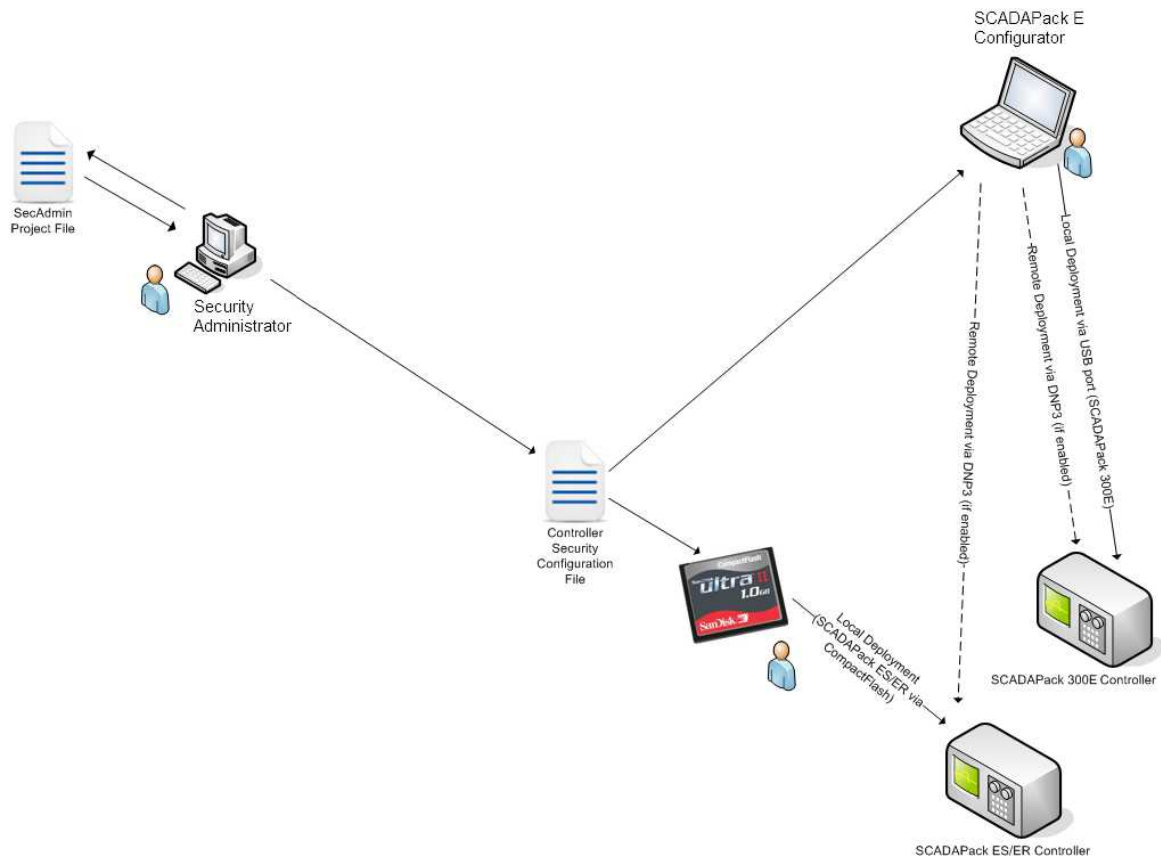 SCADAPack E
Configurator
SecAdmin
Project File
Security
Administrator
Local Deployment via USB port (SCADAPack 300E)
Remote Deployment via DNP3 (if enabled)
Remote Deployment via DNP3 (if enabled)
Controller
Security
Configuration
File
CompactFlash
ultra II
1.0GB
SanDisk
Local Deployment
(SCADAPack ES/ER via
CompactFlash)
SCADAPack 300E Controller
SCADAPack ES/ER Controller